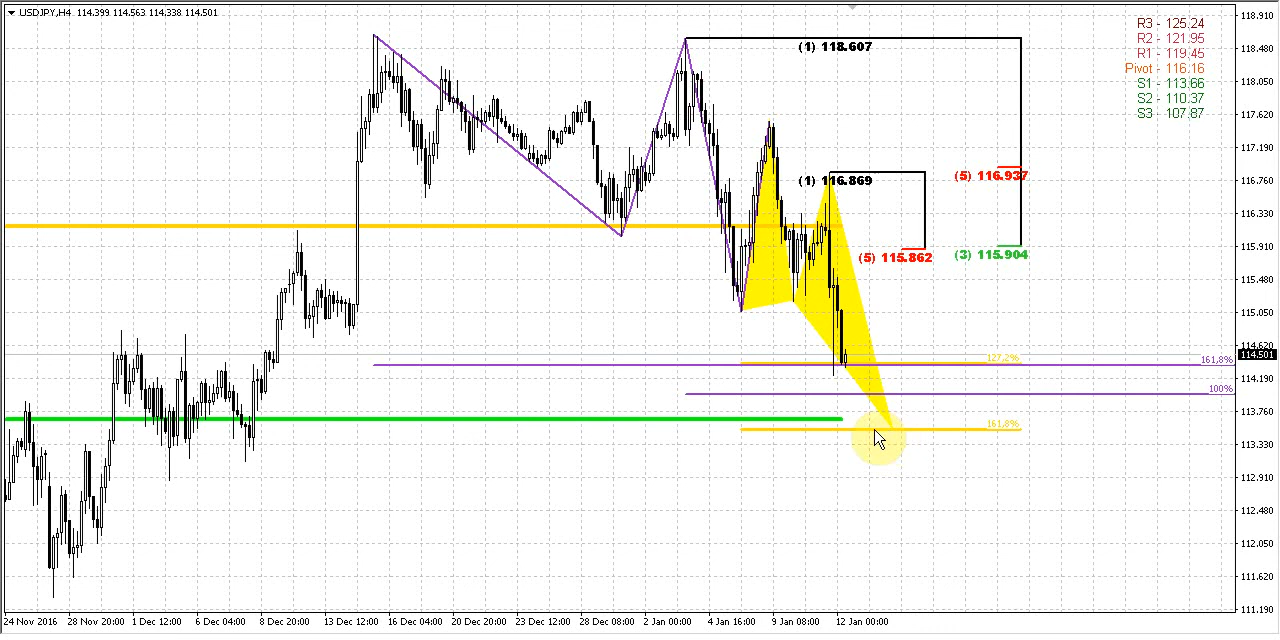 USDJPY,H4 114.399 114.563 114.338 114.501
R3 - 125.24
R2 - 121.95
R1 - 119.45
Pivot - 116.16
S1 - 113.66
S2 - 110.37
S3 - 107.87
(1) 118.607
(1) 116.869
(5) 116.937
(5) 115.862
(3) 115.904
127,2%
161,8%
100%
161,8%
118.910
118.480
118.050
117.620
117.190
116.760
116.330
115.910
115.480
115.050
114.620
114.501
114.190
113.760
113.330
112.910
112.480
112.050
111.620
111.190
24 Nov 2016
28 Nov 20:00
1 Dec 12:00
6 Dec 04:00
8 Dec 20:00
13 Dec 12:00
16 Dec 04:00
20 Dec 20:00
23 Dec 12:00
28 Dec 08:00
2 Jan 00:00
4 Jan 16:00
9 Jan 08:00
12 Jan 00:00